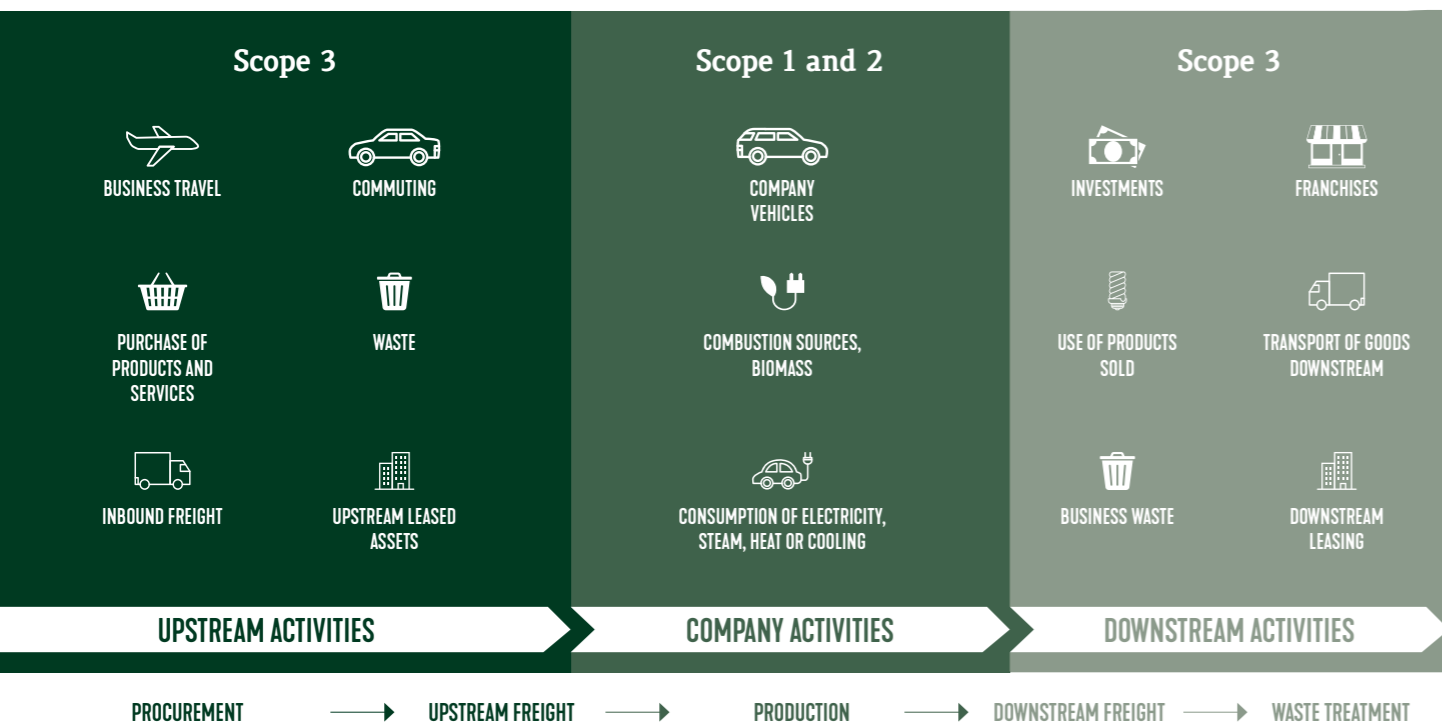 Scope 3
BUSINESS TRAVEL
COMMUTING
PURCHASE OF
PRODUCTS AND
SERVICES
WASTE
INBOUND FREIGHT
UPSTREAM LEASED
ASSETS
UPSTREAM ACTIVITIES
Scope 1 and 2
COMPANY
VEHICLES
COMBUSTION SOURCES,
BIOMASS
CONSUMPTION OF ELECTRICITY,
STEAM, HEAT OR COOLING
COMPANY ACTIVITIES
Scope 3
INVESTMENTS
FRANCHISES
USE OF PRODUCTS
SOLD
TRANSPORT OF GOODS
DOWNSTREAM
BUSINESS WASTE
DOWNSTREAM
LEASING
DOWNSTREAM ACTIVITIES
PROCUREMENT
UPSTREAM FREIGHT
PRODUCTION
DOWNSTREAM FREIGHT
WASTE TREATMENT